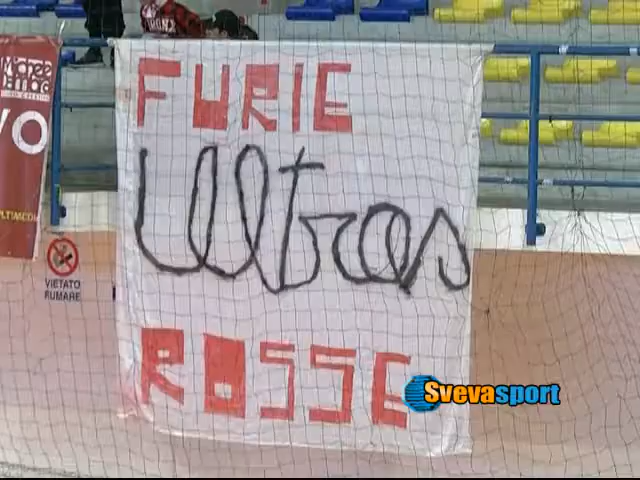 FURIE
Ultras
ROSSE
VIETATO
FUMARE
Svevasport